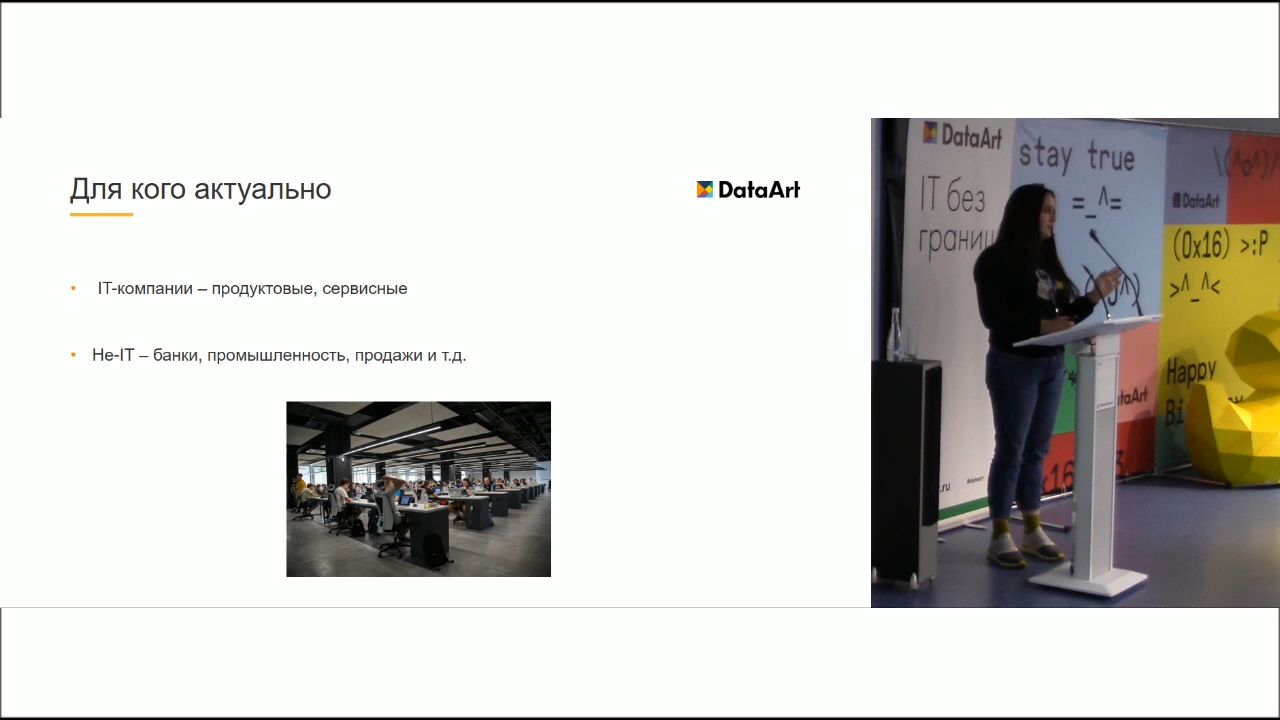 Для кого актуально
DataArt
IT-компании – продуктовые, сервисные
Не-IT – банки, промышленность, продажи и т.д.
DataArt
IT без
границ
stay true
=_^=
DataArt
(0x16) >:P
>^_^<
Happy